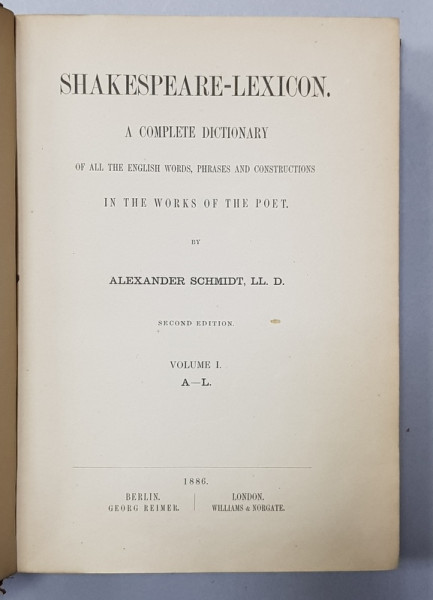 SHAKESPEARE-LEXICON.
A COMPLETE DICTIONARY
OF ALL THE ENGLISH WORDS, PHRASES AND CONSTRUCTIONS
IN THE WORKS OF THE POET.
BY
ALEXANDER SCHMIDT, LL. D.
SECOND EDITION.
VOLUME I.
A—L.
1886.
BERLIN.
GEORG REIMER.
LONDON.
WILLIAMS & NORGATE.